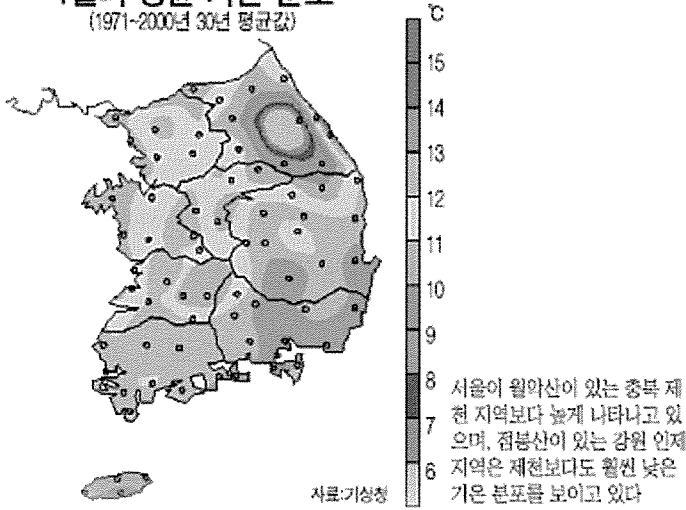 (1971~2000년 30년 평균값)
℃
15
14
13
12
11
10
9
8
7
6
서울이 월악산이 있는 충북 제
천 지역보다 높게 나타나고 있
으며, 점봉산이 있는 강원 인제
지역은 제천보다도 훨씬 낮은
기온 분포를 보이고 있다
자료:기상청